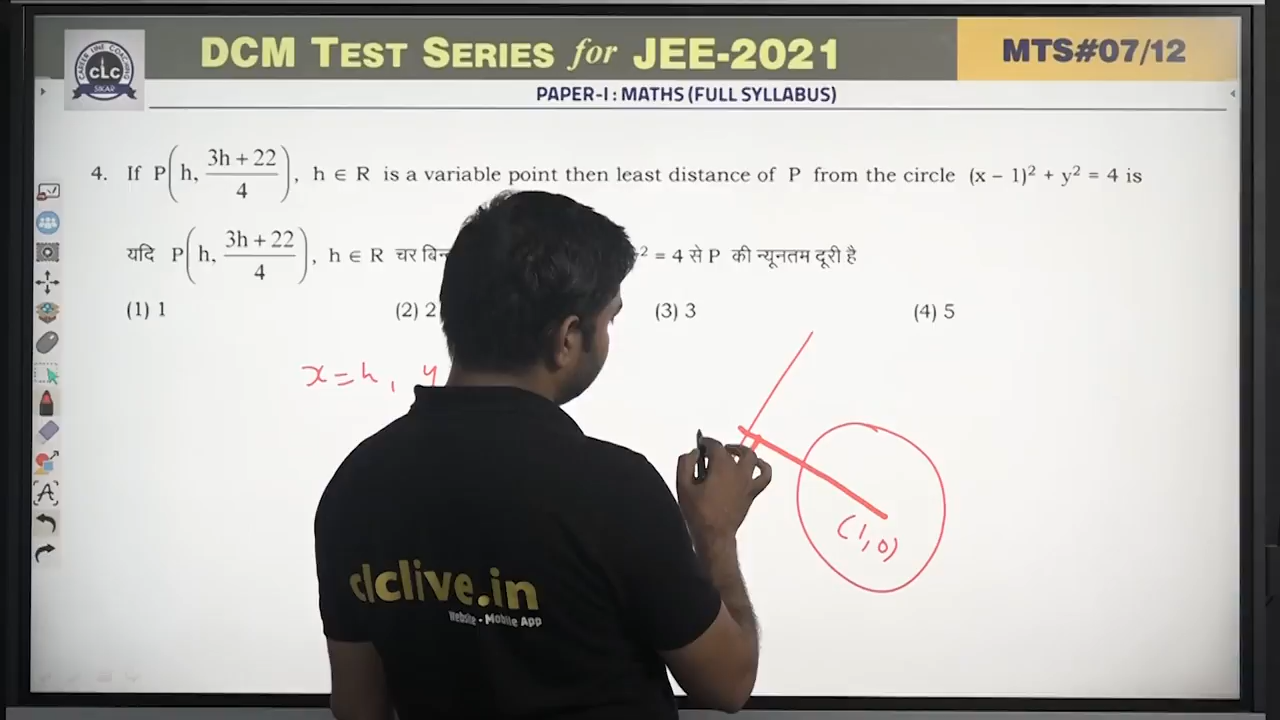 DCM TEST SERIES for JEE-2021
MTS#07/12
CAREER LINE COACHING
CLC
SIKAR
PAPER-I : MATHS (FULL SYLLABUS)
4. If P(h, (3h + 22)/4), h ∈ R is a variable point then least distance of P from the circle (x – 1)² + y² = 4 is
यदि P(h, (3h + 22)/4), h ∈ R चर ² = 4 से P की न्यूनतम दूरी है
(1) 1 (2) 2 (3) 3 (4) 5
x = h, y
(1, 0)
[A]
clclive.in
Website - Mobile App